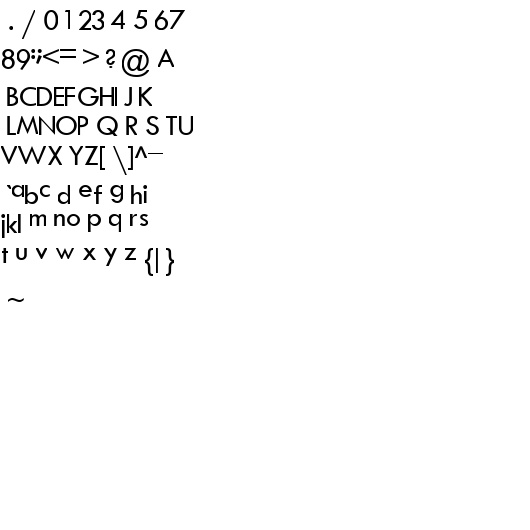 . / 0 1 2 3 4 5 6 7
8 9 : ; < = > ? @ A
B C D E F G H I J K
L M N O P Q R S T U
V W X Y Z [ \ ] ^ _
` a b c d e f g h i
j k l m n o p q r s
t u v w x y z { | }
~